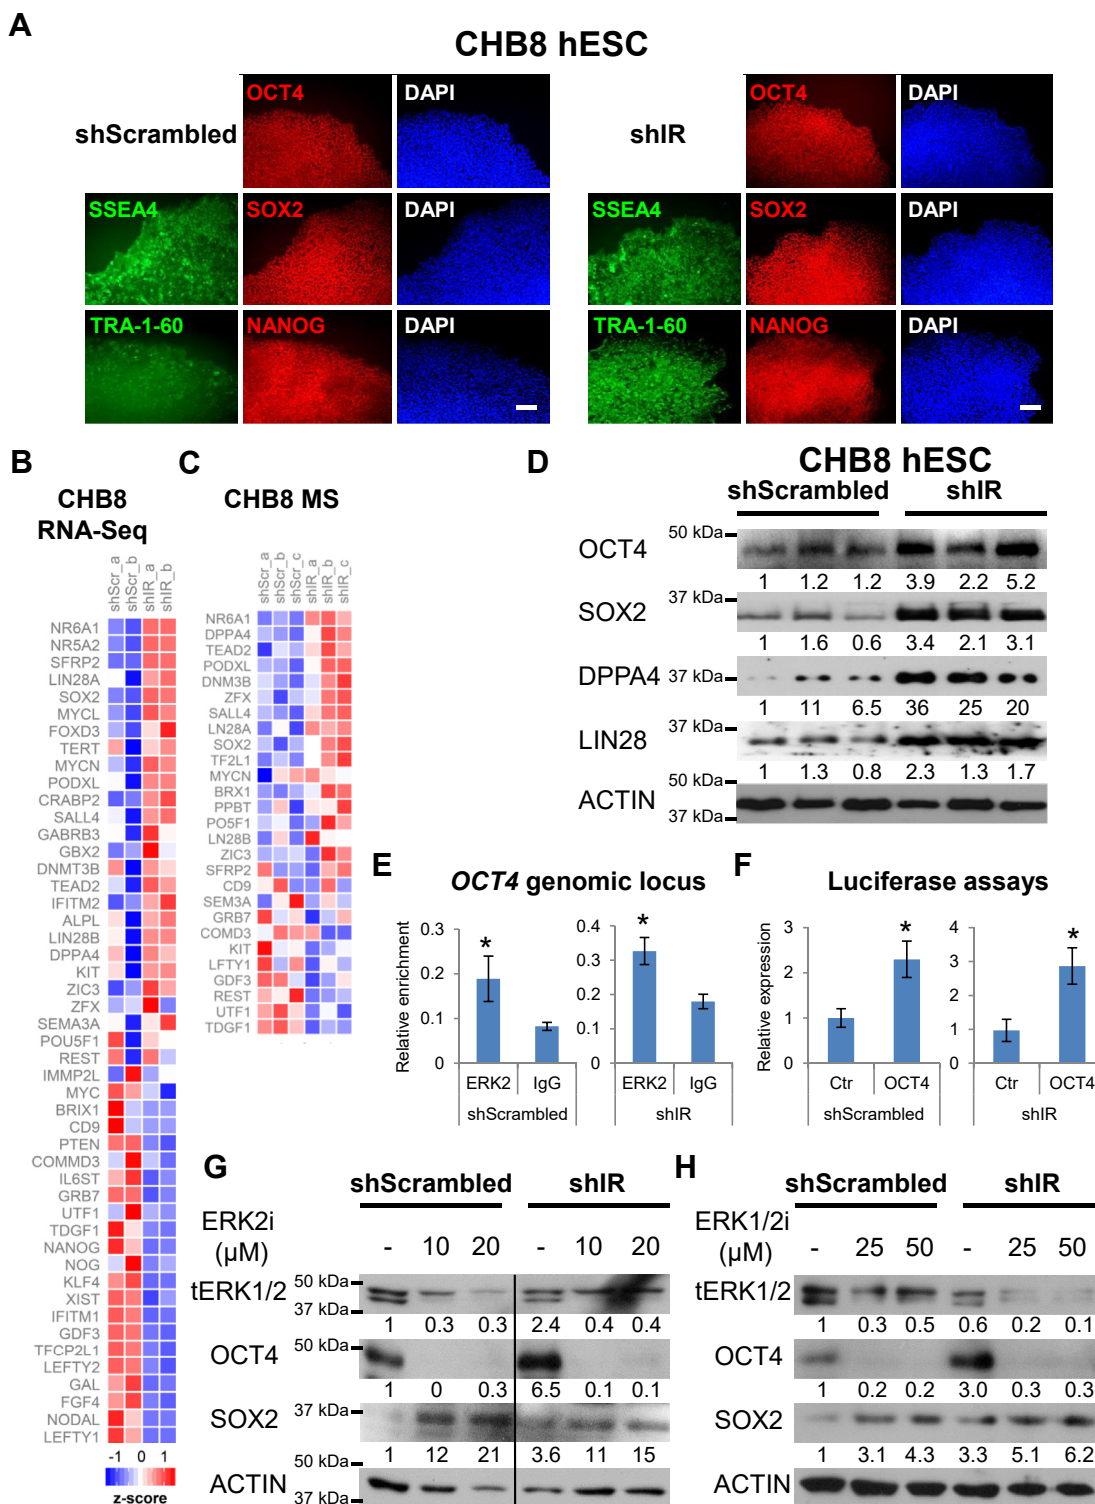 A
CHB8 hESC
shScrambled
OCT4
DAPI
shIR
OCT4
DAPI
SSEA4
SOX2
DAPI
SSEA4
SOX2
DAPI
TRA-1-60
NANOG
DAPI
TRA-1-60
NANOG
DAPI
B
CHB8
RNA-Seq
shScr_a
shScr_b
shIR_a
shIR_b
NR6A1
NR5A2
SFRP2
LIN28A
SOX2
MYCL
FOXD3
TERT
MYCN
PODXL
CRABP2
SALL4
GABRB3
GBX2
DNMT3B
TEAD2
IFITM2
ALPL
LIN28B
DPPA4
KIT
ZIC3
ZFX
SEMA3A
POU5F1
REST
IMMP2L
MYC
BRIX1
CD9
PTEN
COMMD3
IL6ST
GRB7
UTF1
TDGF1
NANOG
NOG
KLF4
XIST
IFITM1
GDF3
TFCP2L1
LEFTY2
GAL
FGF4
NODAL
LEFTY1
-1 0 1
z-score
C
CHB8 MS
shScr_a
shScr_b
shScr_c
shIR_a
shIR_b
shIR_c
NR6A1
DPPA4
TEAD2
PODXL
DNM3B
ZFX
SALL4
LN28A
SOX2
TF2L1
MYCN
BRX1
PPBT
PO5F1
LN28B
ZIC3
SFRP2
CD9
SEM3A
GRB7
COMD3
KIT
LFTY1
GDF3
REST
UTF1
TDGF1
D
CHB8 hESC
shScrambled shIR
OCT4 50 kDa
1 1.2 1.2 3.9 2.2 5.2
SOX2 37 kDa
1 1.6 0.6 3.4 2.1 3.1
DPPA4 37 kDa
1 11 6.5 36 25 20
LIN28 37 kDa
1 1.3 0.8 2.3 1.3 1.7
ACTIN 50 kDa
37 kDa
E
OCT4 genomic locus
Relative enrichment
0.3
0.2
0.1
0
*
ERK2 IgG
shScrambled
0.4
0.3
0.2
0.1
0
*
ERK2 IgG
shIR
F
Luciferase assays
Relative expression
3
2
1
0
*
Ctr OCT4
shScrambled
4
3
2
1
0
*
Ctr OCT4
shIR
G
shScrambled shIR
ERK2i
(µM)
- 10 20 - 10 20
tERK1/2 50 kDa
37 kDa
1 0.3 0.3 2.4 0.4 0.4
OCT4 50 kDa
1 0 0.3 6.5 0.1 0.1
SOX2 37 kDa
1 12 21 3.6 11 15
ACTIN 50 kDa
37 kDa
H
shScrambled shIR
ERK1/2i
(µM)
- 25 50 - 25 50
tERK1/2
1 0.3 0.5 0.6 0.2 0.1
OCT4
1 0.2 0.2 3.0 0.3 0.3
SOX2
1 3.1 4.3 3.3 5.1 6.2
ACTIN